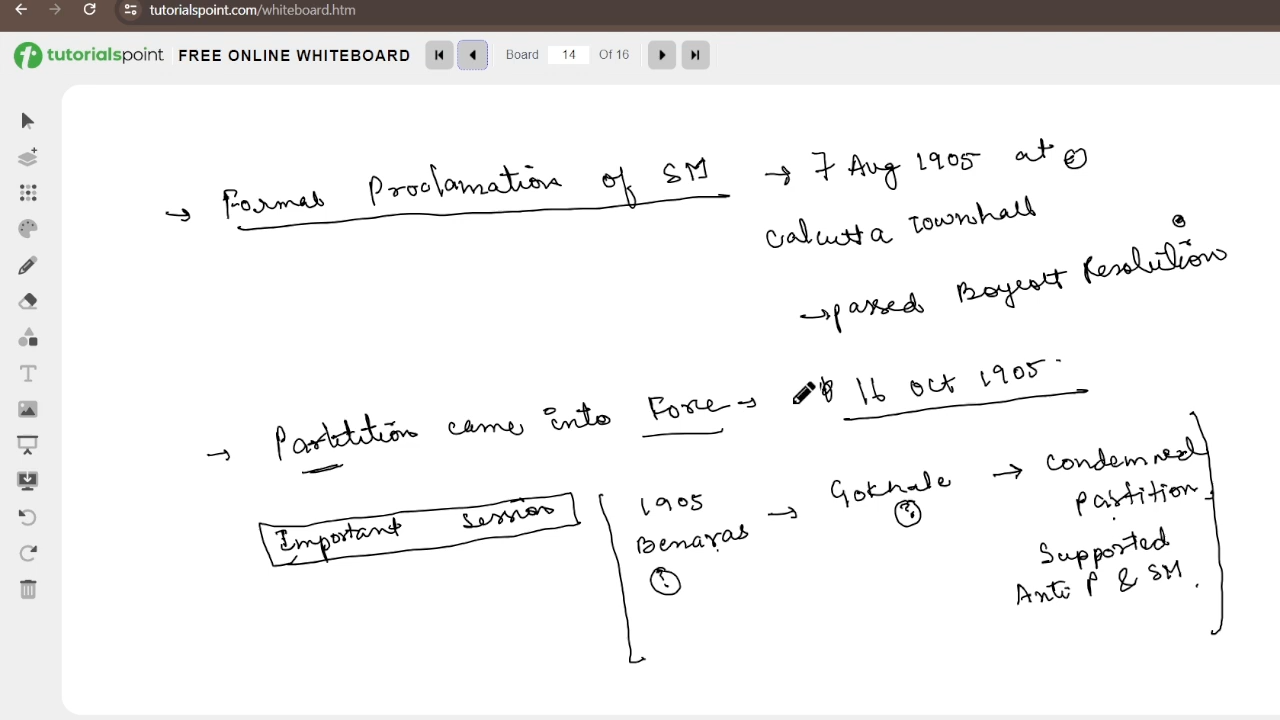 tutorialspoint.com/whiteboard.htm
tutorialspoint FREE ONLINE WHITEBOARD Board 14 Of 16
→ Formal Proclamation of SM → 7 Aug 1905 at
Calcutta Townhall
→ passed Boycott Resolution
→ Partition came into Force → 16 Oct 1905.
Important session
1905
Benaras → Gokhale → Condemned
Partition
Supported
Anti P & SM.